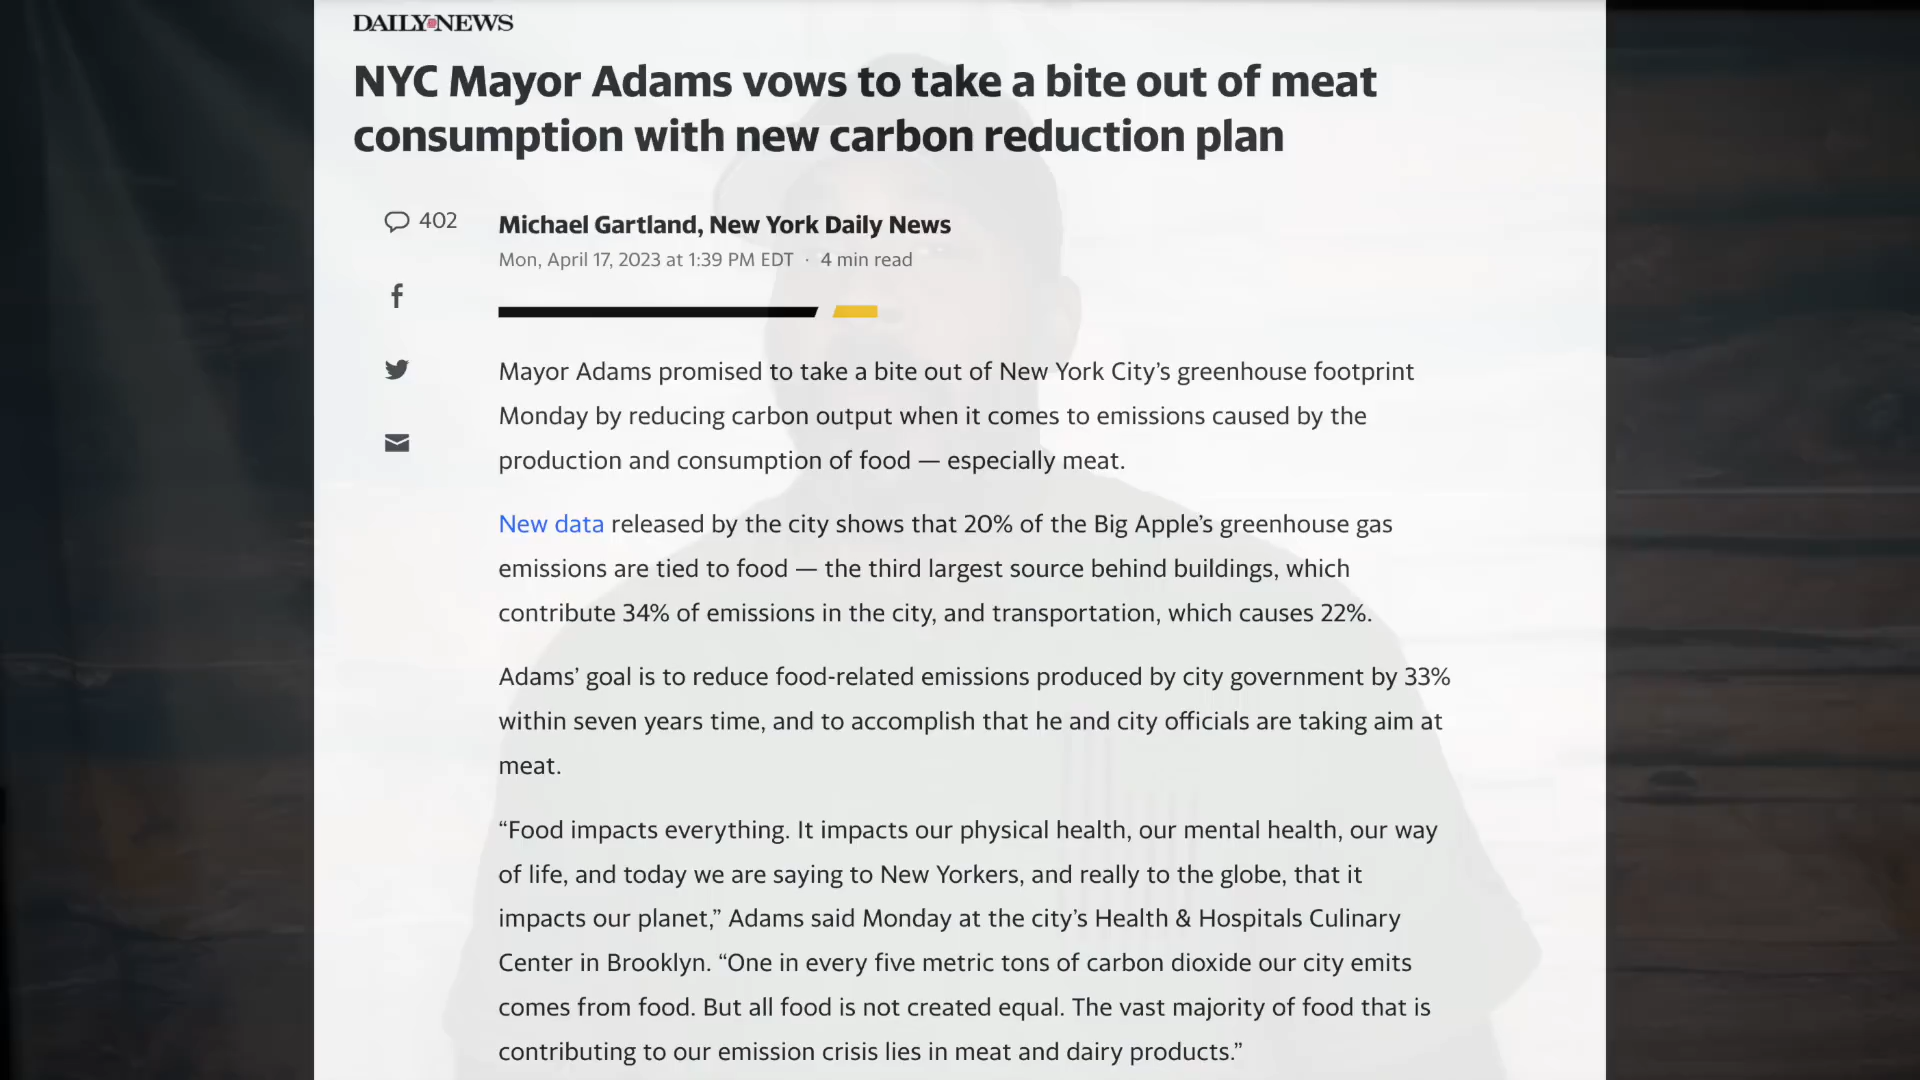 DAILY NEWS
NYC Mayor Adams vows to take a bite out of meat
consumption with new carbon reduction plan
402
Michael Gartland, New York Daily News
Mon, April 17, 2023 at 1:39 PM EDT · 4 min read
Mayor Adams promised to take a bite out of New York City’s greenhouse footprint
Monday by reducing carbon output when it comes to emissions caused by the
production and consumption of food — especially meat.
New data released by the city shows that 20% of the Big Apple’s greenhouse gas
emissions are tied to food — the third largest source behind buildings, which
contribute 34% of emissions in the city, and transportation, which causes 22%.
Adams’ goal is to reduce food-related emissions produced by city government by 33%
within seven years time, and to accomplish that he and city officials are taking aim at
meat.
“Food impacts everything. It impacts our physical health, our mental health, our way
of life, and today we are saying to New Yorkers, and really to the globe, that it
impacts our planet,” Adams said Monday at the city’s Health & Hospitals Culinary
Center in Brooklyn. “One in every five metric tons of carbon dioxide our city emits
comes from food. But all food is not created equal. The vast majority of food that is
contributing to our emission crisis lies in meat and dairy products.”